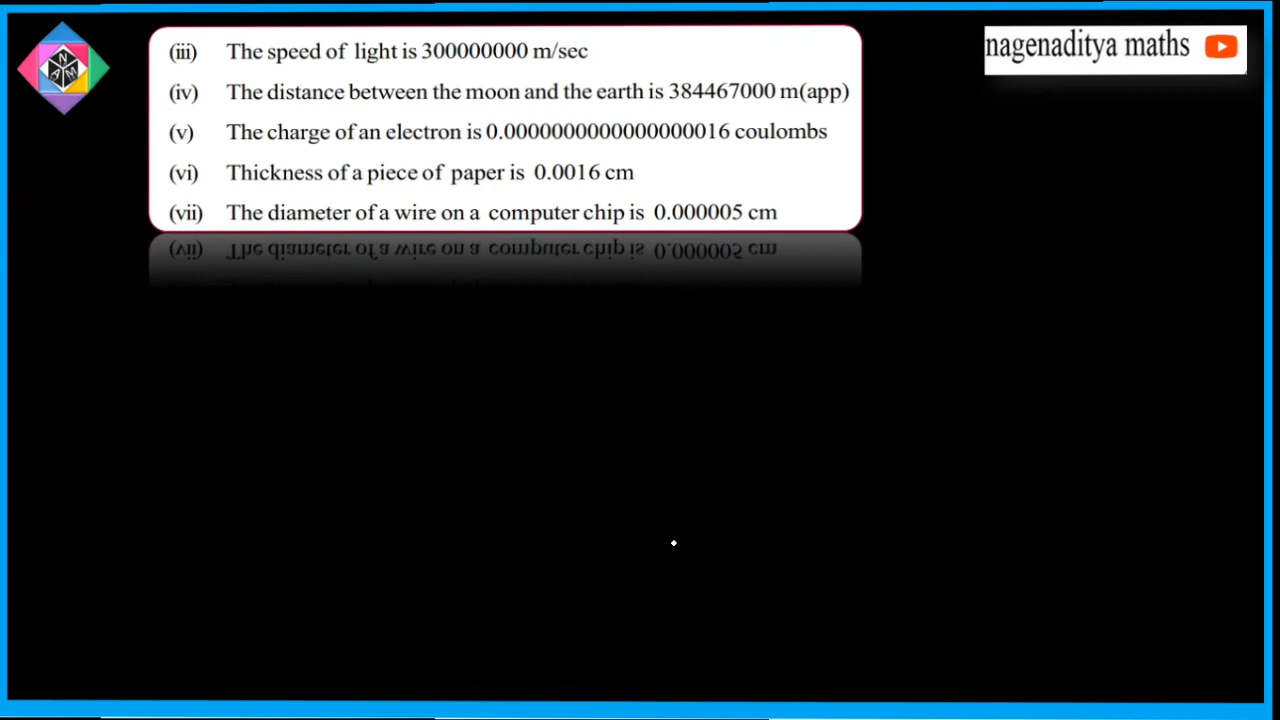 nagenaditya maths
(iii) The speed of light is 300000000 m/sec
(iv) The distance between the moon and the earth is 384467000 m(app)
(v) The charge of an electron is 0.00000000000000000016 coulombs
(vi) Thickness of a piece of paper is 0.0016 cm
(vii) The diameter of a wire on a computer chip is 0.000005 cm
N
A M